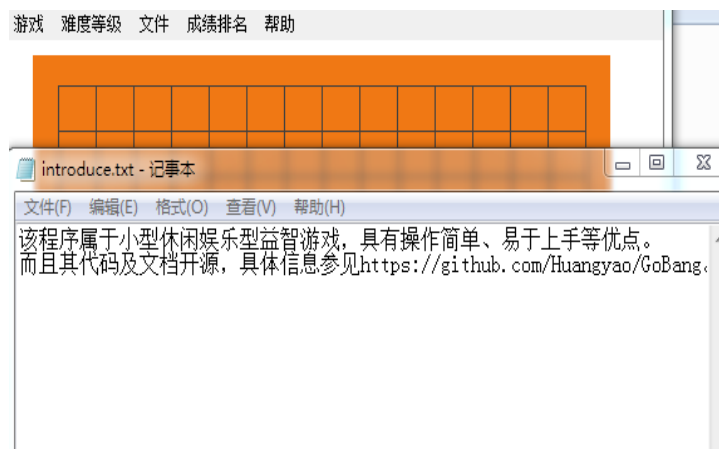 游戏 难度等级 文件 成绩排名 帮助
introduce.txt - 记事本
文件(F) 编辑(E) 格式(O) 查看(V) 帮助(H)
该程序属于小型休闲娱乐型益智游戏，具有操作简单、易于上手等优点。
而且其代码及文档开源，具体信息参见https://github.com/Huangyao/GoBang。